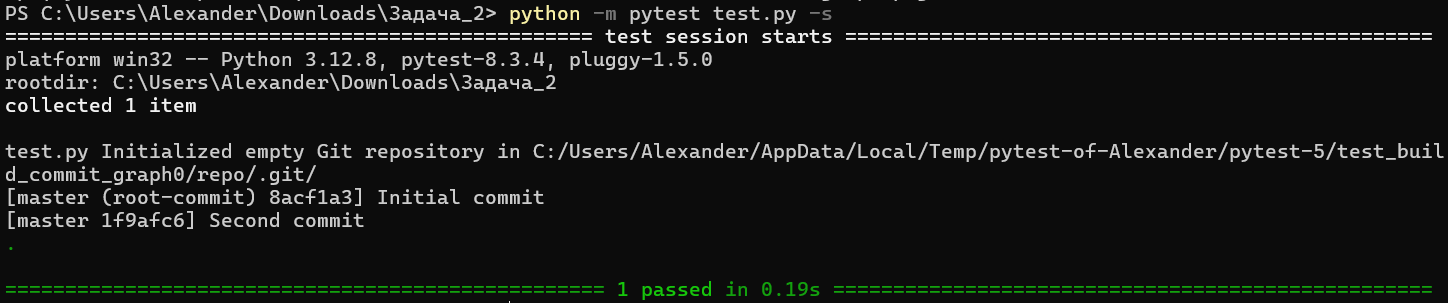 PS C:\Users\Alexander\Downloads\Задача_2> python -m pytest test.py -s
================================================= test session starts =================================================
platform win32 -- Python 3.12.8, pytest-8.3.4, pluggy-1.5.0
rootdir: C:\Users\Alexander\Downloads\Задача_2
collected 1 item
test.py Initialized empty Git repository in C:/Users/Alexander/AppData/Local/Temp/pytest-of-Alexander/pytest-5/test_buil
d_commit_graph0/repo/.git/
[master (root-commit) 8acf1a3] Initial commit
[master 1f9afc6] Second commit
.
================================================== 1 passed in 0.19s ==================================================